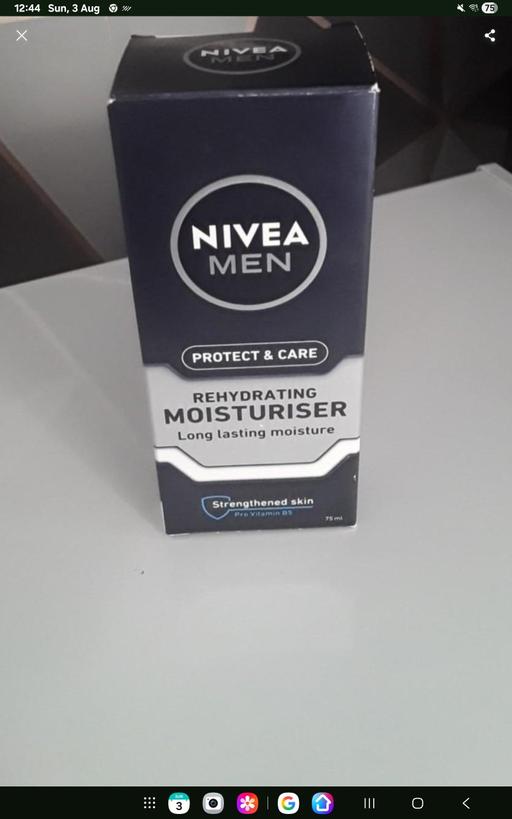 12:44 Sun, 3 Aug
75
NIVEA
MEN
NIVEA
MEN
PROTECT & CARE
REHYDRATING
MOISTURISER
Long lasting moisture
Strengthened skin
Pro Vitamin B5
75 ml
SUN
3
G